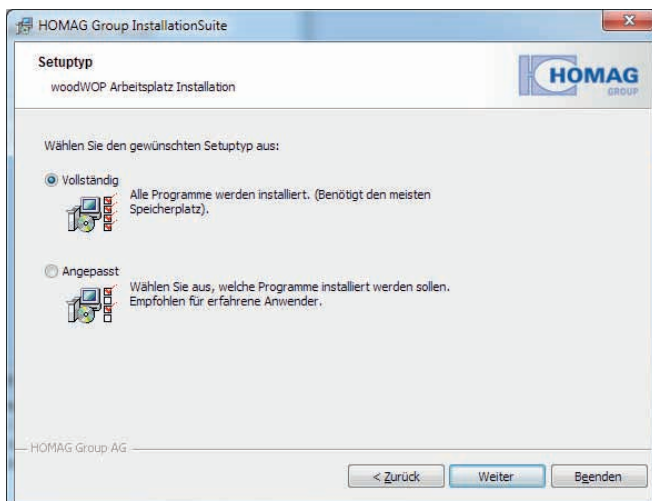 HOMAG Group InstallationSuite
Setuptyp
woodWOP Arbeitsplatz Installation
HOMAG
GROUP
Wählen Sie den gewünschten Setuptyp aus:
Vollständig
Alle Programme werden installiert. (Benötigt den meisten
Speicherplatz).
Angepasst
Wählen Sie aus, welche Programme installiert werden sollen.
Empfohlen für erfahrene Anwender.
HOMAG Group AG
< Zurück
Weiter
Beenden